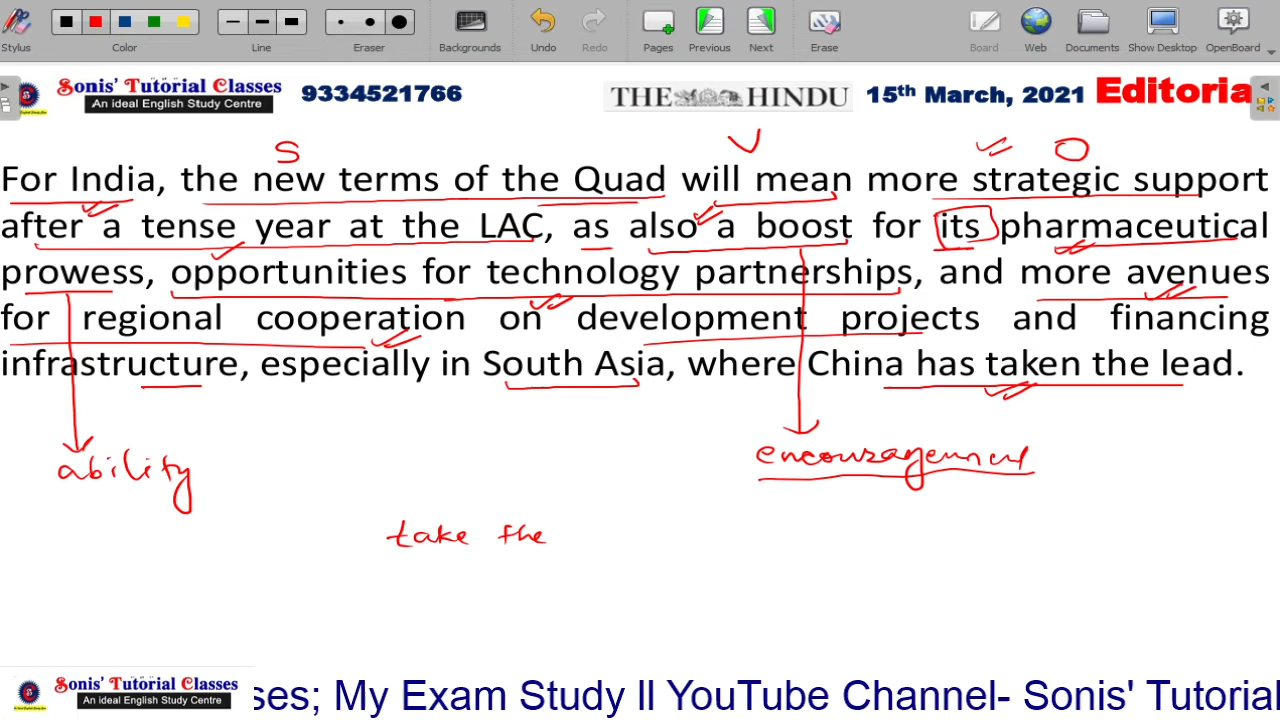 Stylus Color Line Eraser Backgrounds Undo Redo Pages Previous Next Erase Board Web Documents Show Desktop OpenBoard
Sonis' Tutorial Classes
An ideal English Study Centre
9334521766
THE HINDU
15th March, 2021 Editoria
S V O
For India, the new terms of the Quad will mean more strategic support
after a tense year at the LAC, as also a boost for its pharmaceutical
prowess, opportunities for technology partnerships, and more avenues
for regional cooperation on development projects and financing
infrastructure, especially in South Asia, where China has taken the lead.
ability
encouragement
take the
Sonis' Tutorial Classes
An ideal English Study Centre
ses; My Exam Study ll YouTube Channel- Sonis' Tutorial